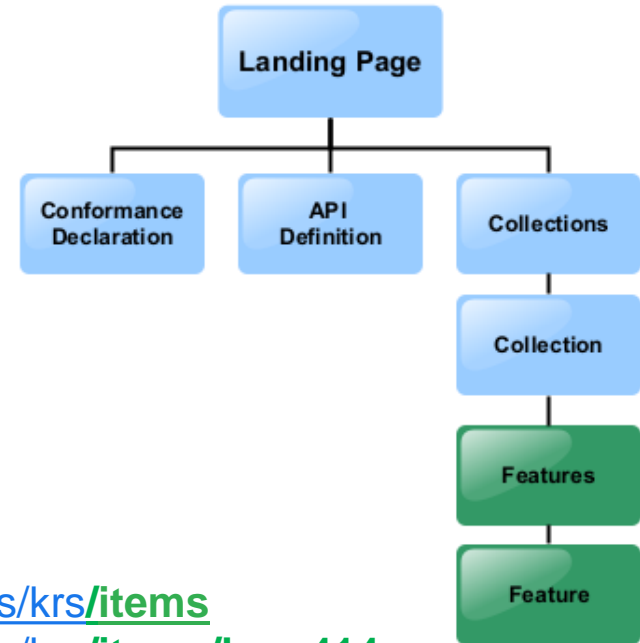 Landing Page
Conformance
Declaration
API
Definition
Collections
Collection
Features
Feature
s/krs/items